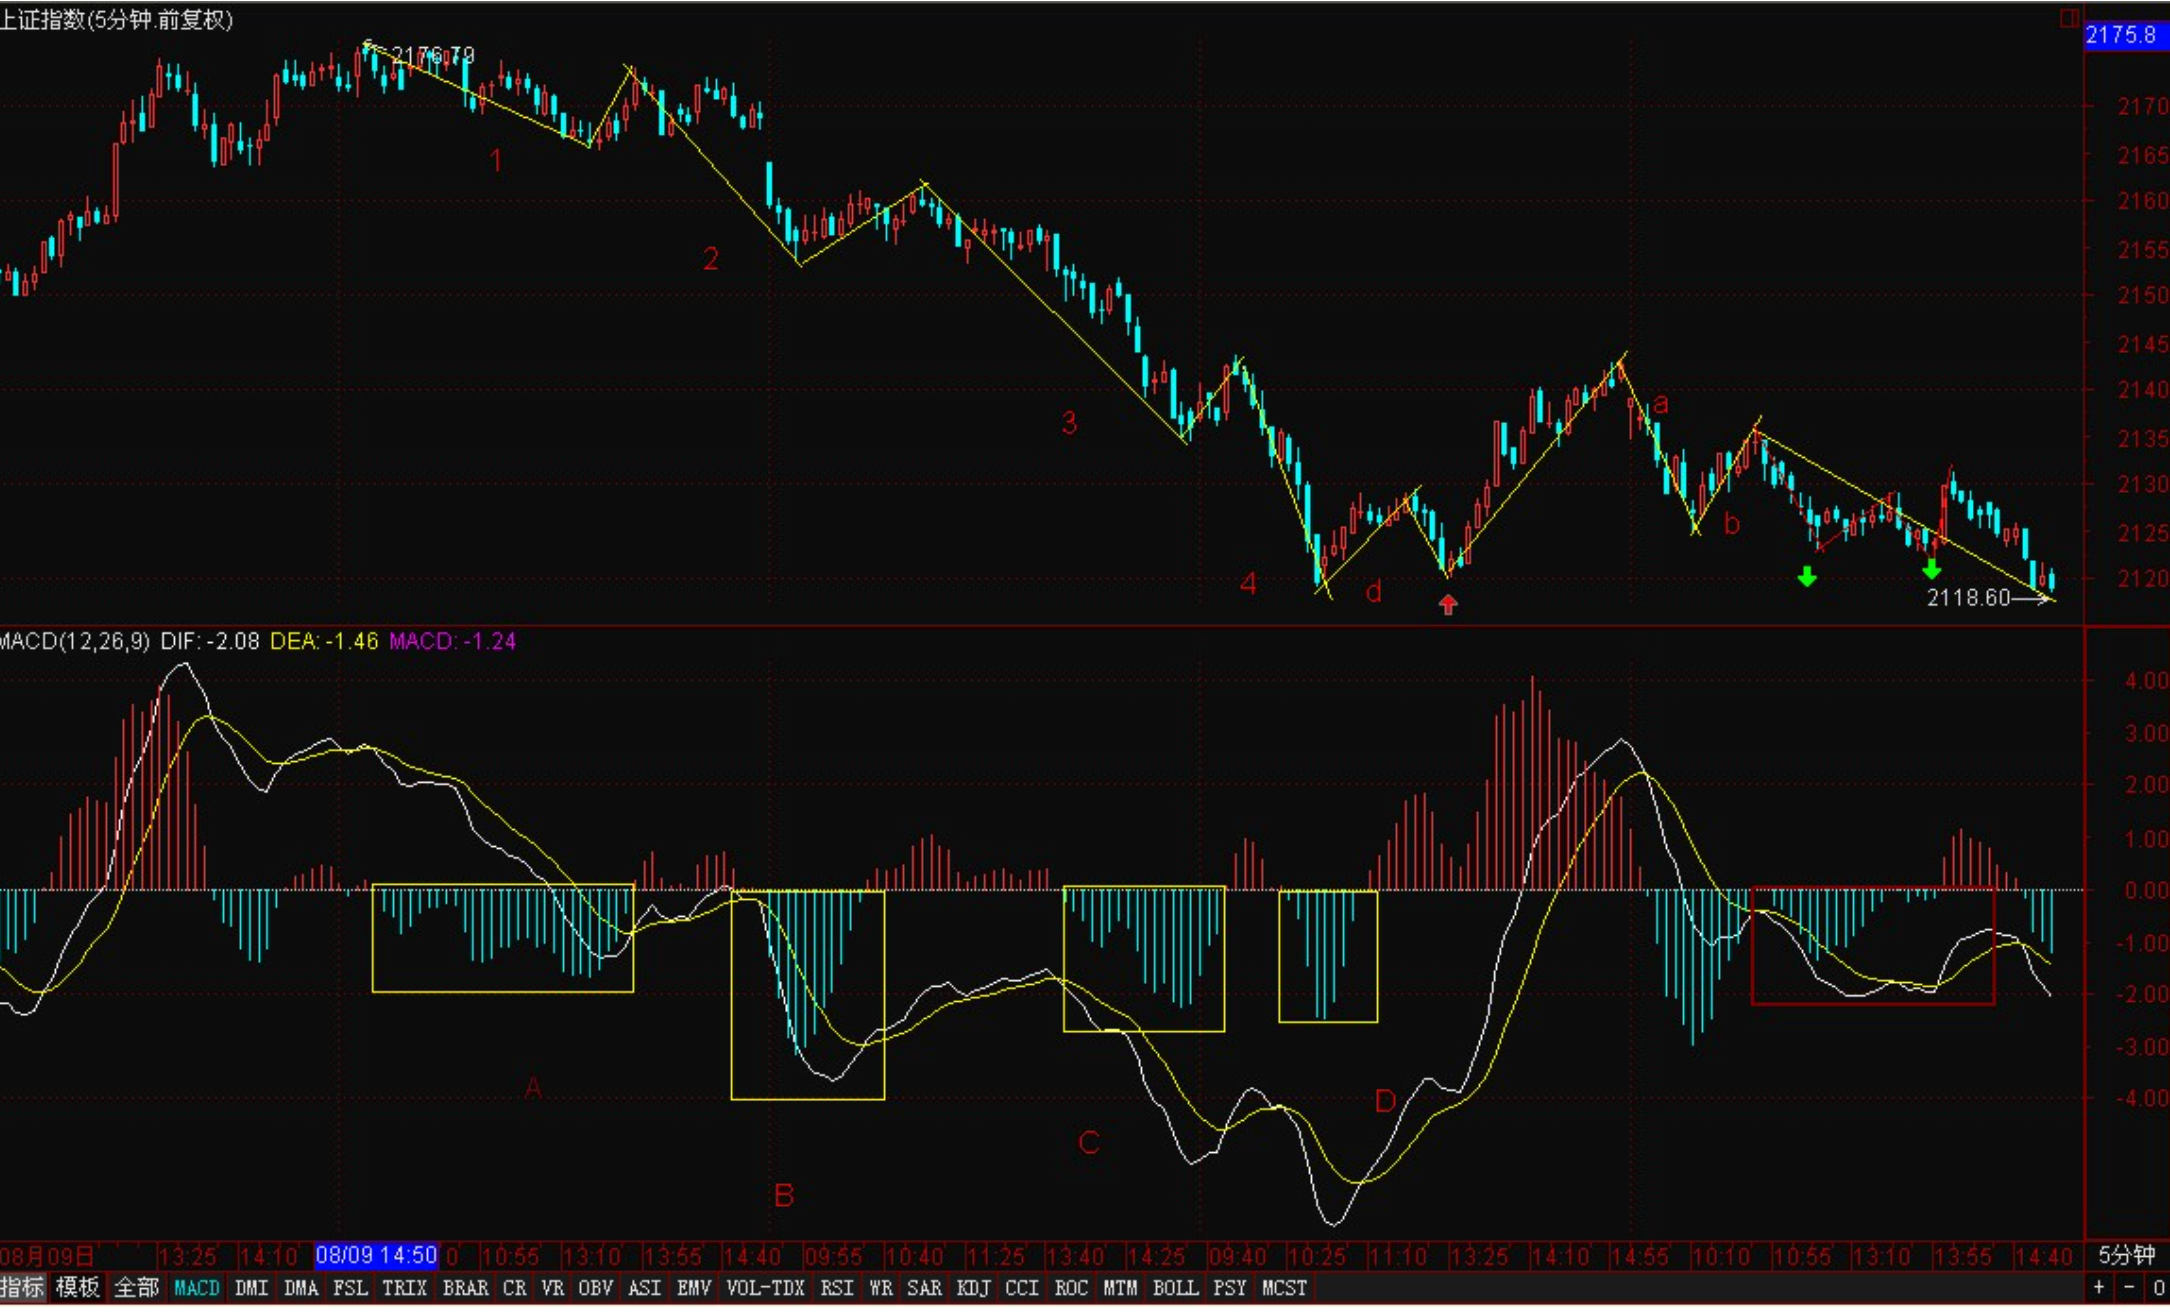 上证指数(5分钟.前复权)
2175.8
2176.79
2170
2165
2160
2155
2150
2145
2140
2135
2130
2125
2120
1
2
3
4
d
a
b
2118.60
MACD(12,26,9) DIF:-2.08 DEA:-1.46 MACD:-1.24
4.00
3.00
2.00
1.00
0.00
-1.00
-2.00
-3.00
-4.00
A
B
C
D
08月09日 13:25 14:10 08/09 14:50 0 10:55 13:10 13:55 14:40 09:55 10:40 11:25 13:40 14:25 09:40 10:25 11:10 13:25 14:10 14:55 10:10 10:55 13:10 13:55 14:40 5分钟
指标 模板 全部 MACD DMI DMA FSL TRIX BRAR CR VR OBV ASI EMV VOL-TDX RSI WR SAR KDJ CCI ROC MTM BOLL PSY MCST + - 0